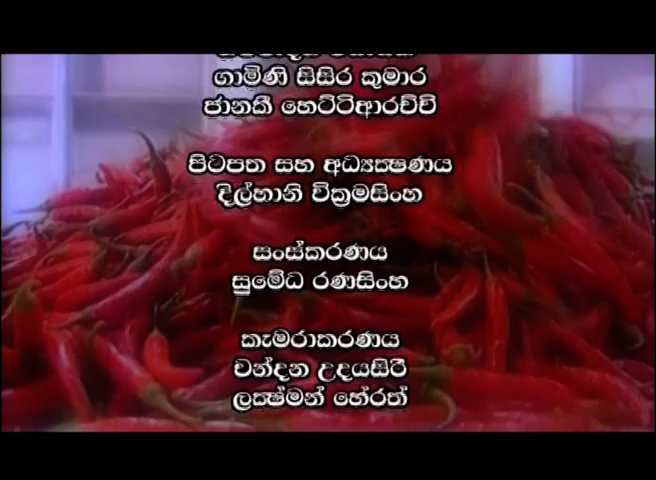 ගාමිණි සිසිර කුමාර
ජානකී හෙට්ටිආරච්චි
පිටපත සහ අධ්‍යක්ෂණය
දිල්හානි වික්‍රමසිංහ
සංස්කරණය
සුමේධ රණසිංහ
කැමරාකරණය
චන්දන උදයසිරි
ලක්ෂ්මන් හේරත්